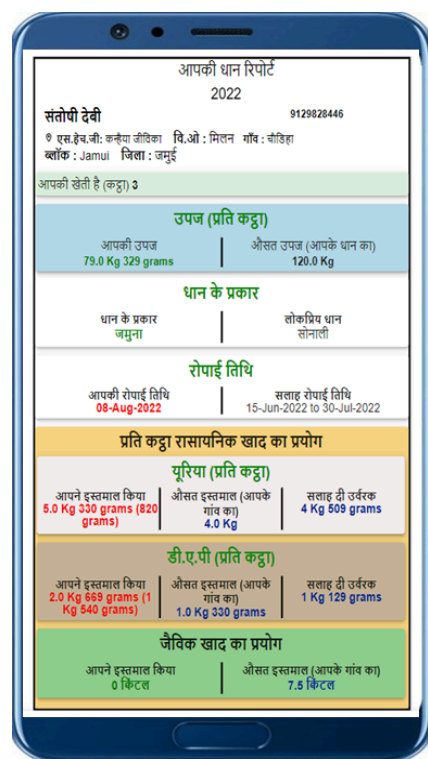 आपकी धान रिपोर्ट
2022
संतोषी देवी 9129828446
एस.हेच.जी: कन्हैया जीविका वि.ओ : मिलन गाँव : चौडिहा
ब्लॉक : Jamui जिला : जमुई
आपकी खेती है (कट्ठा) 3
उपज (प्रति कट्ठा)
आपकी उपज
79.0 Kg 329 grams
औसत उपज (आपके धान का)
120.0 Kg
धान के प्रकार
धान के प्रकार
जमुना
लोकप्रिय धान
सोनाली
रोपाई तिथि
आपकी रोपाई तिथि
08-Aug-2022
सलाह रोपाई तिथि
15-Jun-2022 to 30-Jul-2022
प्रति कट्ठा रासायनिक खाद का प्रयोग
यूरिया (प्रति कट्ठा)
आपने इस्तमाल किया
5.0 Kg 330 grams (820
grams)
औसत इस्तमाल (आपके
गांव का)
4.0 Kg
सलाह दी उर्वरक
4 Kg 509 grams
डी.ए.पी (प्रति कट्ठा)
आपने इस्तमाल किया
2.0 Kg 669 grams (1
Kg 540 grams)
औसत इस्तमाल (आपके
गांव का)
1.0 Kg 330 grams
सलाह दी उर्वरक
1 Kg 129 grams
जैविक खाद का प्रयोग
आपने इस्तमाल किया
0 किंटल
औसत इस्तमाल (आपके गांव का)
7.5 किंटल